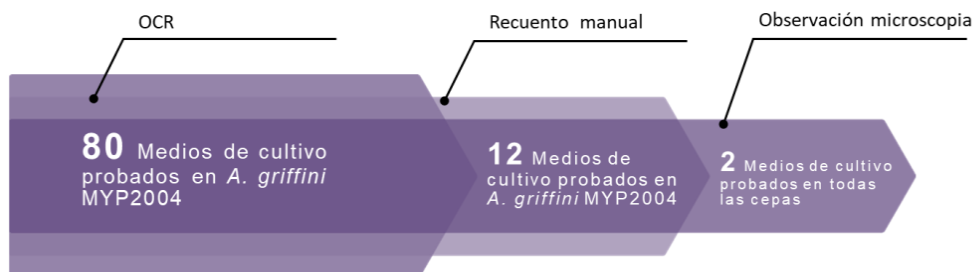 OCR
Recuento manual
Observación microscopia
80 Medios de cultivo
probados en A. griffini
MYP2004
12 Medios de
cultivo probados en
A. griffini MYP2004
2 Medios de cultivo
probados en todas
las cepas